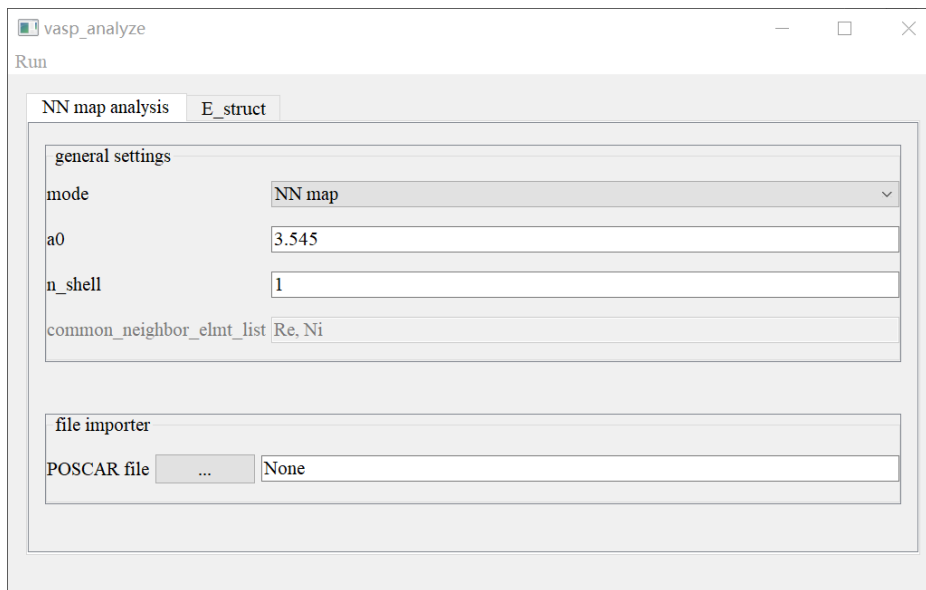 vasp_analyze
Run
NN map analysis E_struct
general settings
mode NN map
a0 3.545
n_shell 1
common_neighbor_elmt_list Re, Ni
file importer
POSCAR file ... None